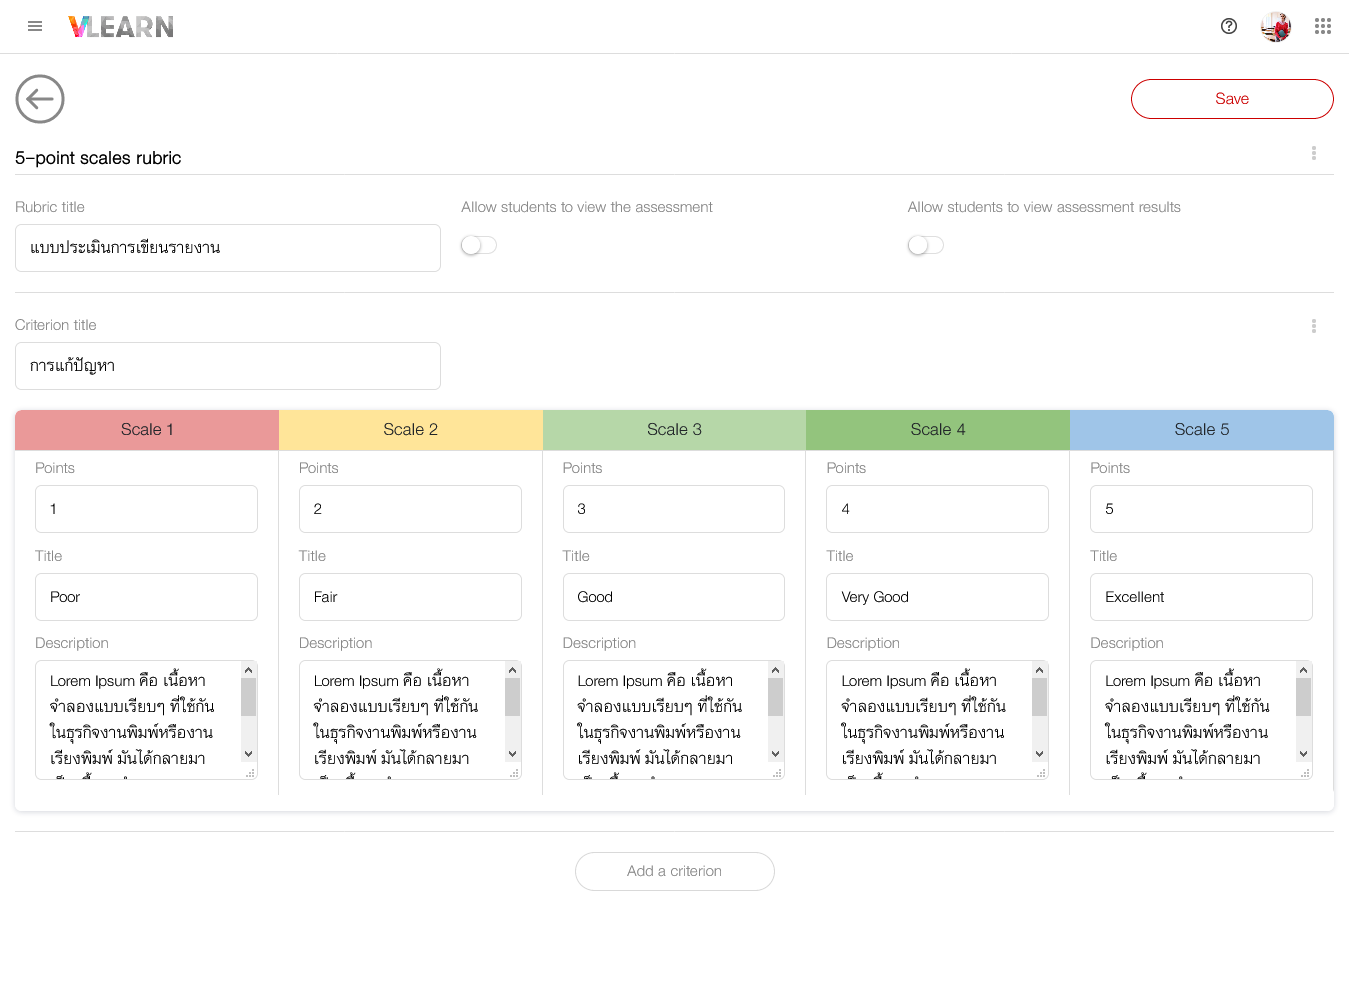 VLEARN
Save
5-point scales rubric
Rubric title
Allow students to view the assessment
Allow students to view assessment results
แบบประเมินการเขียนรายงาน
Criterion title
การแก้ปัญหา
Scale 1
Scale 2
Scale 3
Scale 4
Scale 5
Points
Points
Points
Points
Points
1
2
3
4
5
Title
Title
Title
Title
Title
Poor
Fair
Good
Very Good
Excellent
Description
Description
Description
Description
Description
Lorem Ipsum คือ เนื้อหา
จำลองแบบเรียบๆ ที่ใช้กัน
ในธุรกิจงานพิมพ์หรืองาน
เรียงพิมพ์ มันได้กลายมา
Lorem Ipsum คือ เนื้อหา
จำลองแบบเรียบๆ ที่ใช้กัน
ในธุรกิจงานพิมพ์หรืองาน
เรียงพิมพ์ มันได้กลายมา
Lorem Ipsum คือ เนื้อหา
จำลองแบบเรียบๆ ที่ใช้กัน
ในธุรกิจงานพิมพ์หรืองาน
เรียงพิมพ์ มันได้กลายมา
Lorem Ipsum คือ เนื้อหา
จำลองแบบเรียบๆ ที่ใช้กัน
ในธุรกิจงานพิมพ์หรืองาน
เรียงพิมพ์ มันได้กลายมา
Lorem Ipsum คือ เนื้อหา
จำลองแบบเรียบๆ ที่ใช้กัน
ในธุรกิจงานพิมพ์หรืองาน
เรียงพิมพ์ มันได้กลายมา
Add a criterion